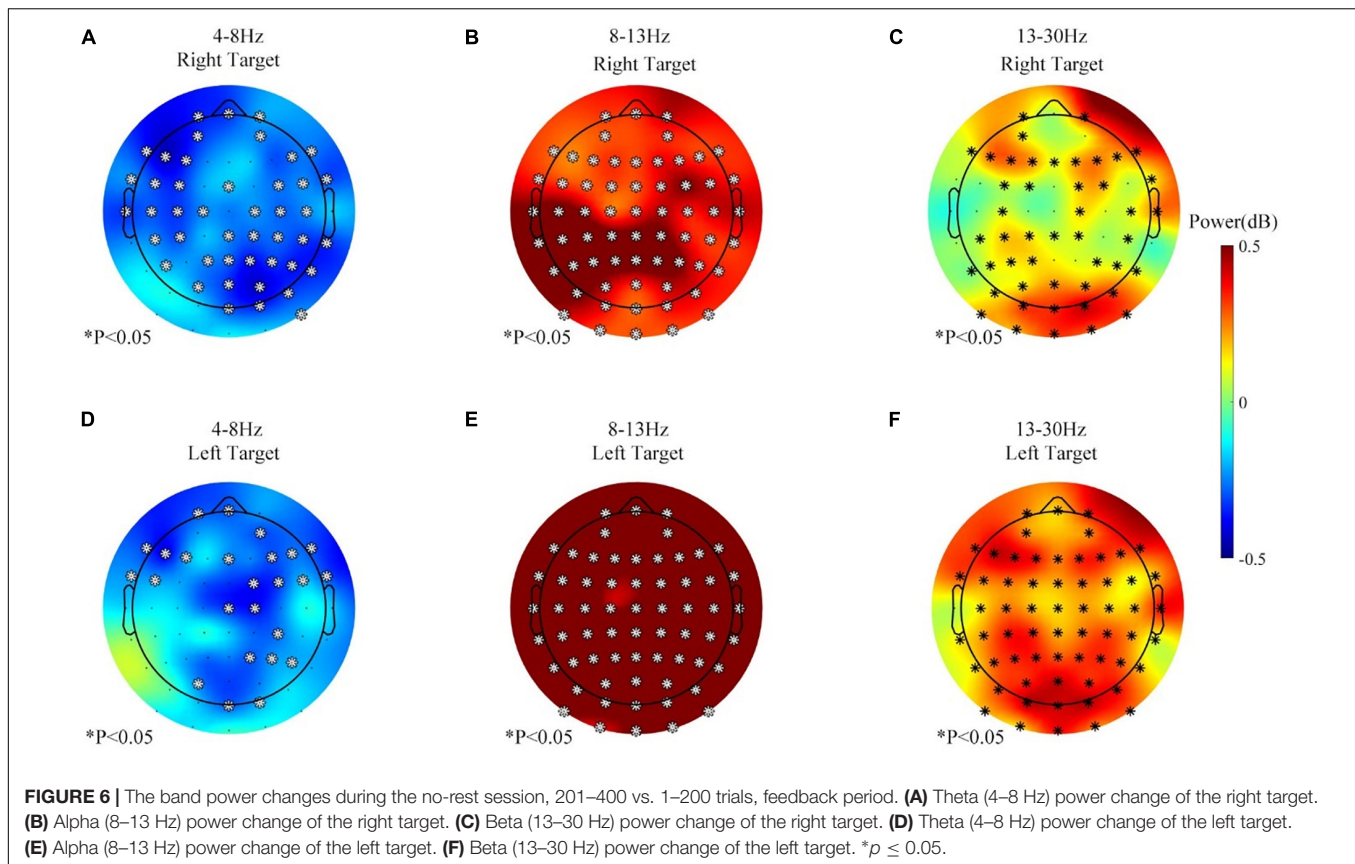 A
4-8Hz
Right Target
*P<0.05
B
8-13Hz
Right Target
*P<0.05
C
13-30Hz
Right Target
*P<0.05
Power(dB)
0.5
0
-0.5
D
4-8Hz
Left Target
*P<0.05
E
8-13Hz
Left Target
*P<0.05
F
13-30Hz
Left Target
*P<0.05
FIGURE 6 | The band power changes during the no-rest session, 201–400 vs. 1–200 trials, feedback period. (A) Theta (4–8 Hz) power change of the right target.
(B) Alpha (8–13 Hz) power change of the right target. (C) Beta (13–30 Hz) power change of the right target. (D) Theta (4–8 Hz) power change of the left target.
(E) Alpha (8–13 Hz) power change of the left target. (F) Beta (13–30 Hz) power change of the left target. *p ≤ 0.05.